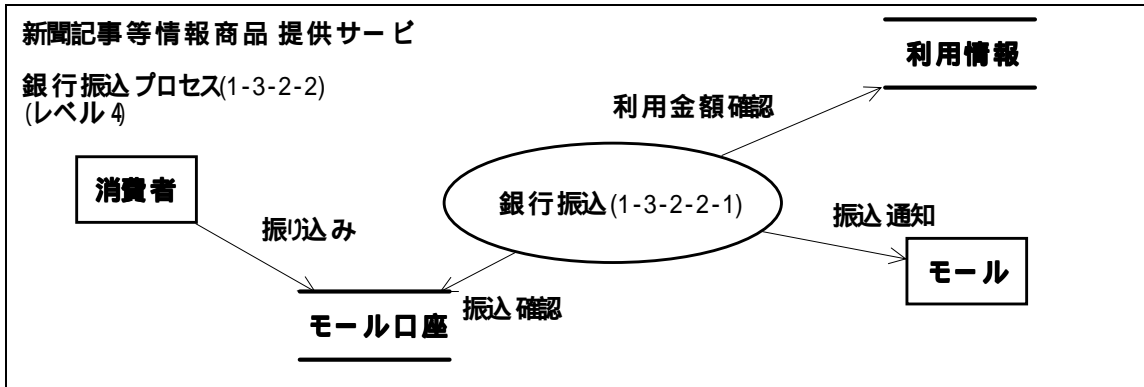 新聞記事等情報商品提供サービ
銀行振込プロセス(1-3-2-2)
(レベル4)
利用情報
利用金額確認
消費者
銀行振込(1-3-2-2-1)
振り込み
振込通知
モール
振込確認
モール口座